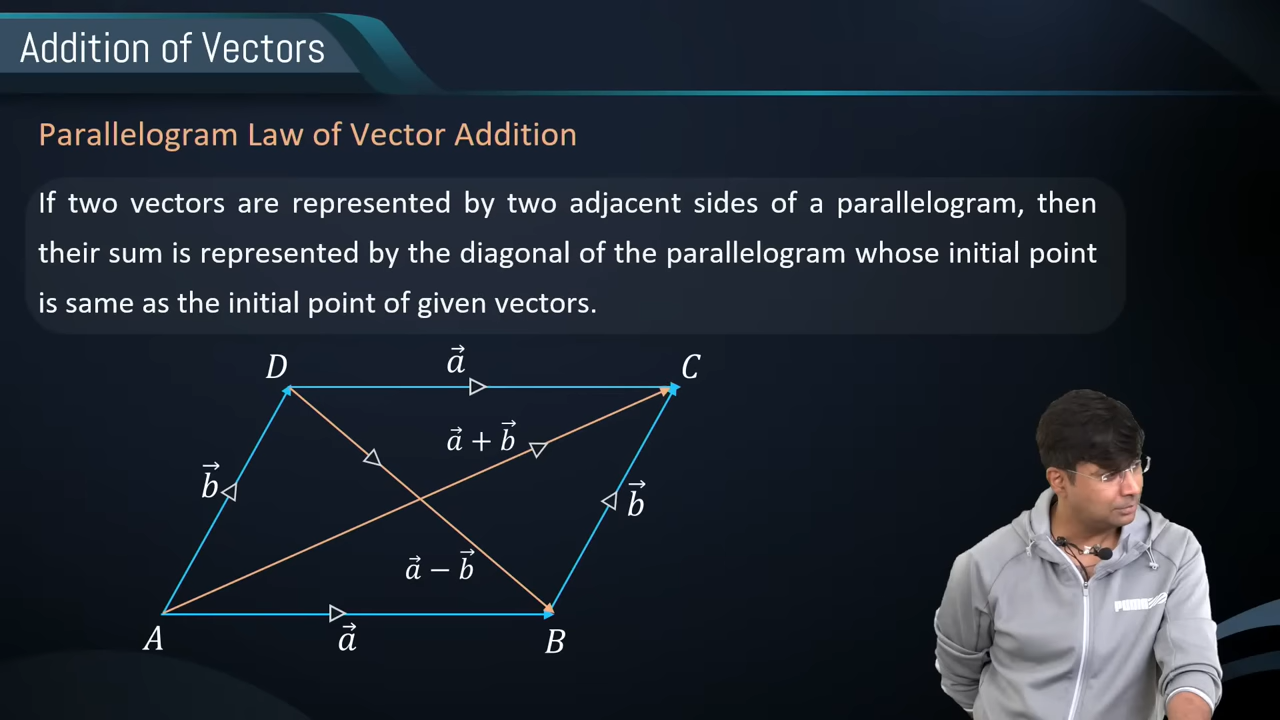 Addition of Vectors
Parallelogram Law of Vector Addition
If two vectors are represented by two adjacent sides of a parallelogram, then
their sum is represented by the diagonal of the parallelogram whose initial point
is same as the initial point of given vectors.
D
a⃗
C
a⃗ + b⃗
b⃗
b⃗
a⃗ − b⃗
A
a⃗
B
PUMA